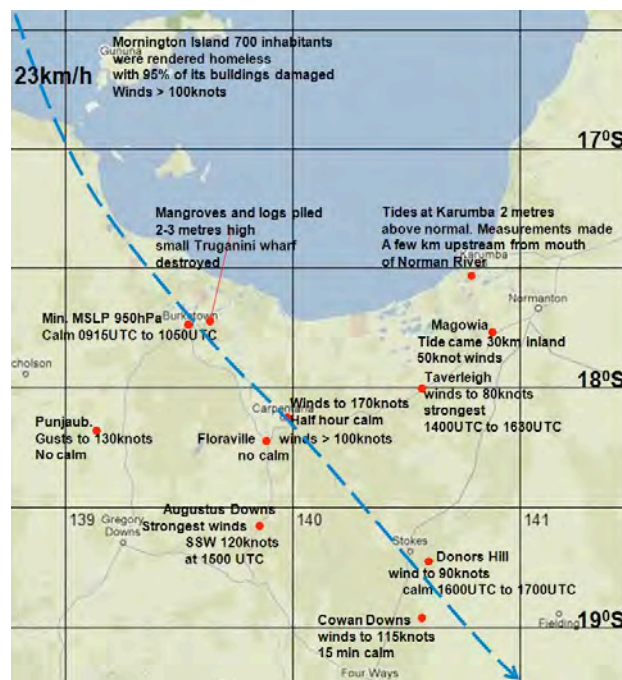 Mornington Island 700 inhabitants
Gununa
were rendered homeless
with 95% of its buildings damaged
Winds > 100knots
23km/h
17⁰S
Mangroves and logs piled
2-3 metres high
small Truganini wharf
destroyed
Tides at Karumba 2 metres
above normal. Measurements made
A few km upstream from mouth
of Norman River
Karumba
Normanton
Min. MSLP 950hPa
Calm 0915UTC to 1050UTC
Burketown
Magowia
Tide came 30km inland
50knot winds
cholson
18⁰S
Taverleigh
winds to 80knots
strongest
1400UTC to 1630UTC
Winds to 170knots
Half hour calm
winds > 100knots
Carpentaria
Punjaub.
Gusts to 130knots
No calm
Floraville
no calm
139
140
141
Gregory
Downs
Augustus Downs
Strongest winds
SSW 120knots
at 1500 UTC
Stokes
Donors Hill
wind to 90knots
calm 1600UTC to 1700UTC
Cowan Downs
winds to 115knots
15 min calm
Fielding
19⁰S
Four Ways